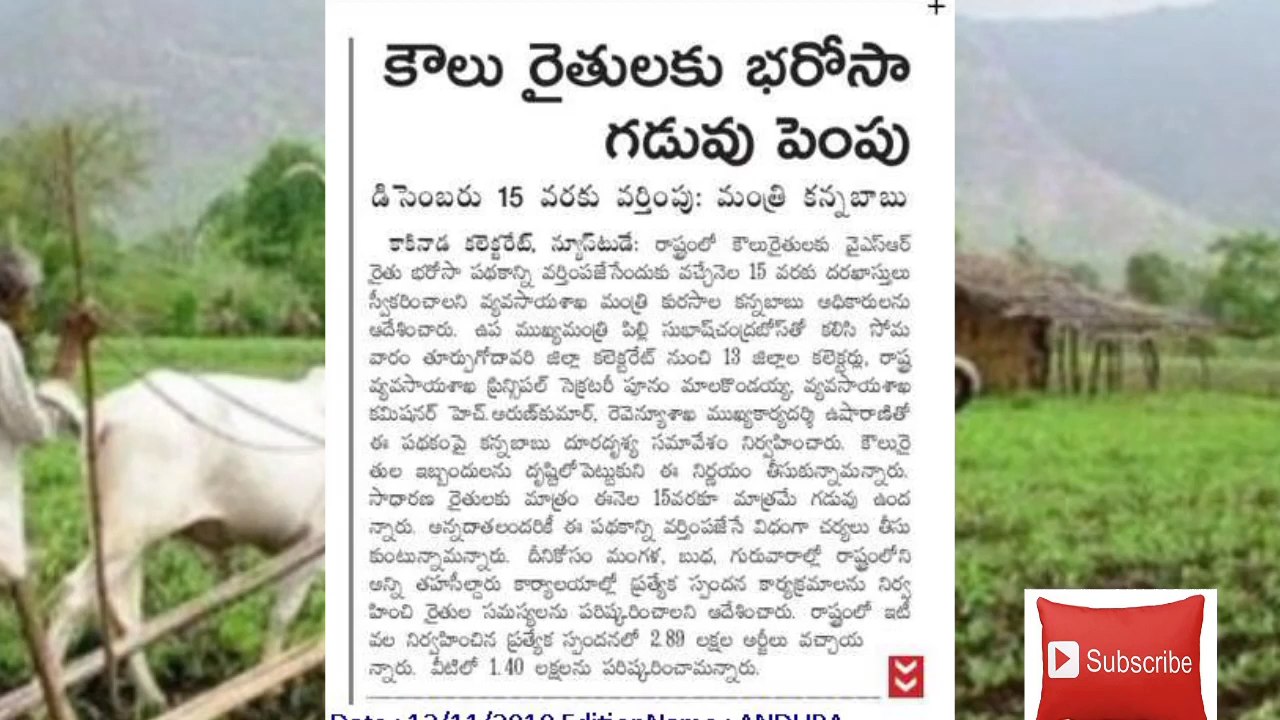 కౌలు రైతులకు భరోసా
గడువు పెంపు
డిసెంబరు 15 వరకు వర్తింపు: మంత్రి కన్నబాబు
కాకినాడ కలెక్టరేట్, న్యూస్‌టుడే: రాష్ట్రంలో కౌలురైతులకు వైఎస్ఆర్
రైతు భరోసా పథకాన్ని వర్తింపజేసేందుకు వచ్చేనెల 15 వరకు దరఖాస్తులు
స్వీకరించాలని వ్యవసాయశాఖ మంత్రి కురసాల కన్నబాబు అధికారులను
ఆదేశించారు. ఉప ముఖ్యమంత్రి పిల్లి సుభాష్‌చంద్రబోస్‌తో కలిసి సోమ
వారం తూర్పుగోదావరి జిల్లా కలెక్టరేట్ నుంచి 13 జిల్లాల కలెక్టర్లు, రాష్ట్ర
వ్యవసాయశాఖ ప్రిన్సిపల్ సెక్రటరీ పూనం మాలకొండయ్య, వ్యవసాయశాఖ
కమిషనర్ హెచ్.అరుణ్‌కుమార్, రెవెన్యూశాఖ ముఖ్యకార్యదర్శి ఉషారాణితో
ఈ పథకంపై కన్నబాబు దూరదృశ్య సమావేశం నిర్వహించారు. కౌలురై
తుల ఇబ్బందులను దృష్టిలోపెట్టుకుని ఈ నిర్ణయం తీసుకున్నామన్నారు.
సాధారణ రైతులకు మాత్రం ఈనెల 15వరకూ మాత్రమే గడువు ఉంద
న్నారు. అన్నదాతలందరికీ ఈ పథకాన్ని వర్తింపజేసే విధంగా చర్యలు తీసు
కుంటున్నామన్నారు. దీనికోసం మంగళ, బుధ, గురువారాల్లో రాష్ట్రంలోని
అన్ని తహసీల్దారు కార్యాలయాల్లో ప్రత్యేక స్పందన కార్యక్రమాలను నిర్వ
హించి రైతుల సమస్యలను పరిష్కరించాలని ఆదేశించారు. రాష్ట్రంలో ఇటీ
వల నిర్వహించిన ప్రత్యేక స్పందనలో 2.89 లక్షల అర్జీలు వచ్చాయ
న్నారు. వీటిలో 1.40 లక్షలను పరిష్కరించామన్నారు.
Subscribe
Date : 12/11/2019 EditionName : ANDHRA